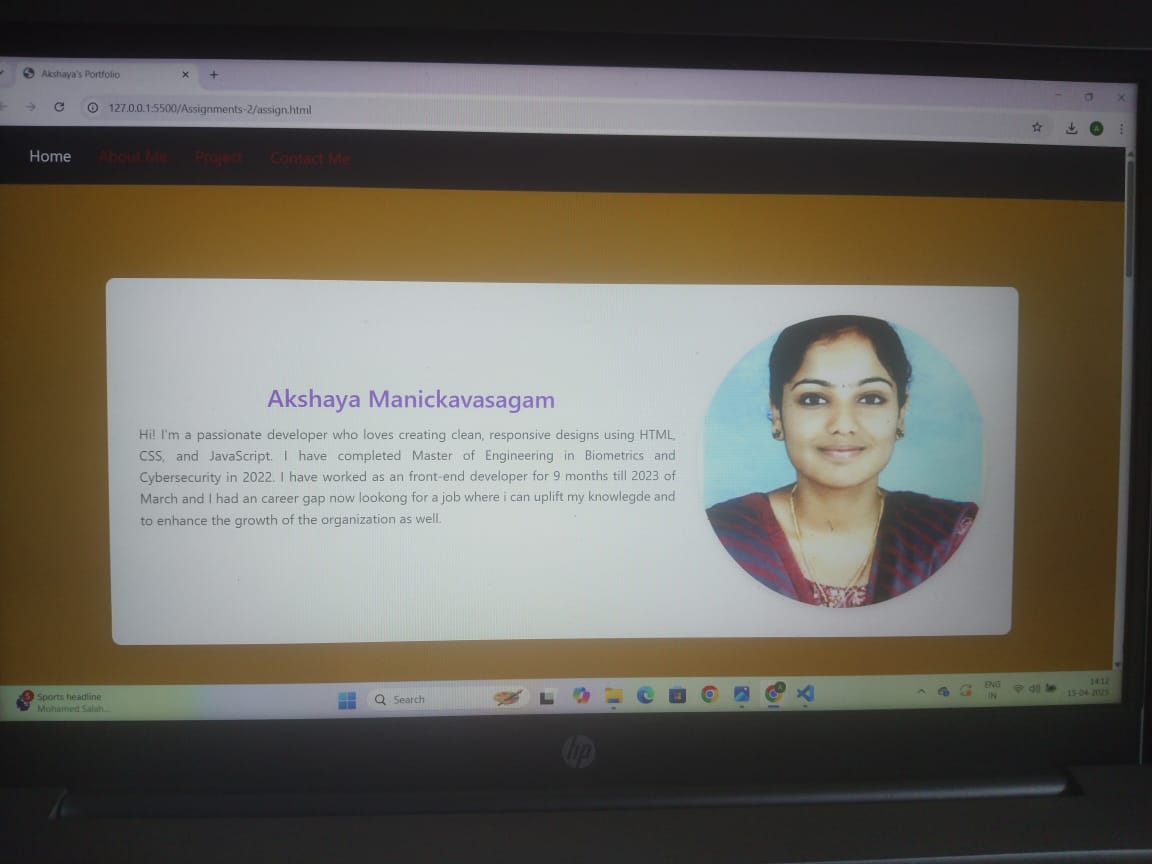 Akshaya's Portfolio
127.0.0.1:5500/Assignments-2/assign.html
A
Home About Me Project Contact Me
Akshaya Manickavasagam
Hi! I'm a passionate developer who loves creating clean, responsive designs using HTML,
CSS, and JavaScript. I have completed Master of Engineering in Biometrics and
Cybersecurity in 2022. I have worked as an front-end developer for 9 months till 2023 of
March and I had an career gap now lookong for a job where i can uplift my knowlegde and
to enhance the growth of the organization as well.
5
Sports headline
Mohamed Salah...
Search
ENG
IN
14:12
15-04-2025
hp